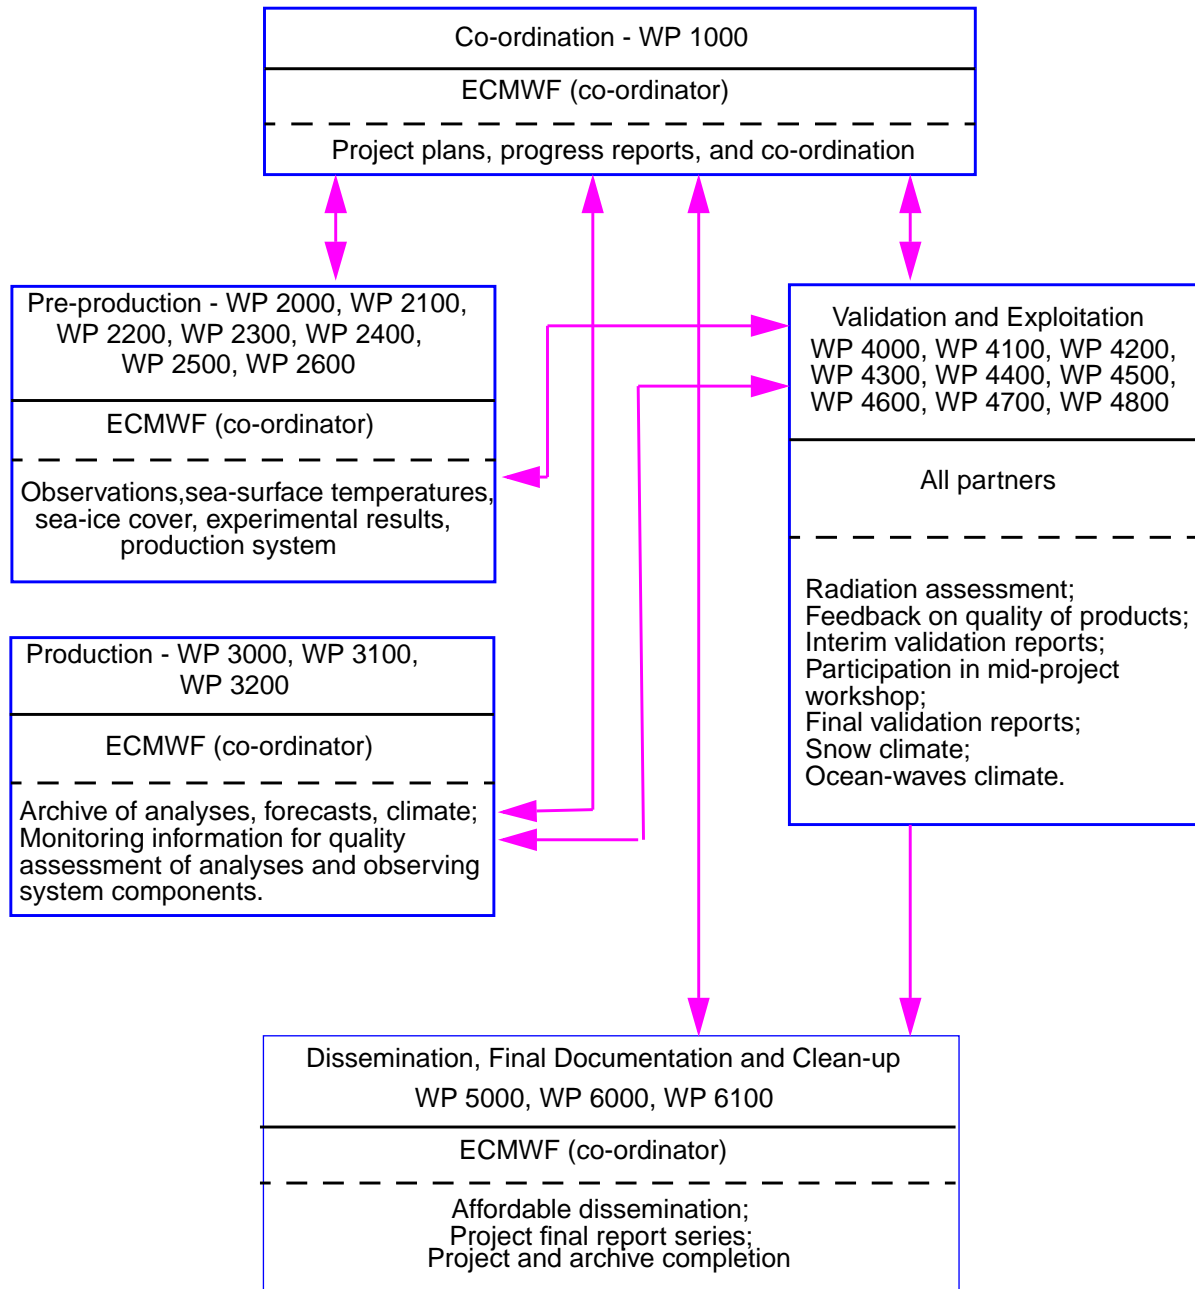 Co-ordination - WP 1000
ECMWF (co-ordinator)
Project plans, progress reports, and co-ordination
Pre-production - WP 2000, WP 2100,
WP 2200, WP 2300, WP 2400,
WP 2500, WP 2600
ECMWF (co-ordinator)
Observations,sea-surface temperatures,
sea-ice cover, experimental results,
production system
Validation and Exploitation
WP 4000, WP 4100, WP 4200,
WP 4300, WP 4400, WP 4500,
WP 4600, WP 4700, WP 4800
All partners
Radiation assessment;
Feedback on quality of products;
Interim validation reports;
Participation in mid-project
workshop;
Final validation reports;
Snow climate;
Ocean-waves climate.
Production - WP 3000, WP 3100,
WP 3200
ECMWF (co-ordinator)
Archive of analyses, forecasts, climate;
Monitoring information for quality
assessment of analyses and observing
system components.
Dissemination, Final Documentation and Clean-up
WP 5000, WP 6000, WP 6100
ECMWF (co-ordinator)
Affordable dissemination;
Project final report series;
Project and archive completion